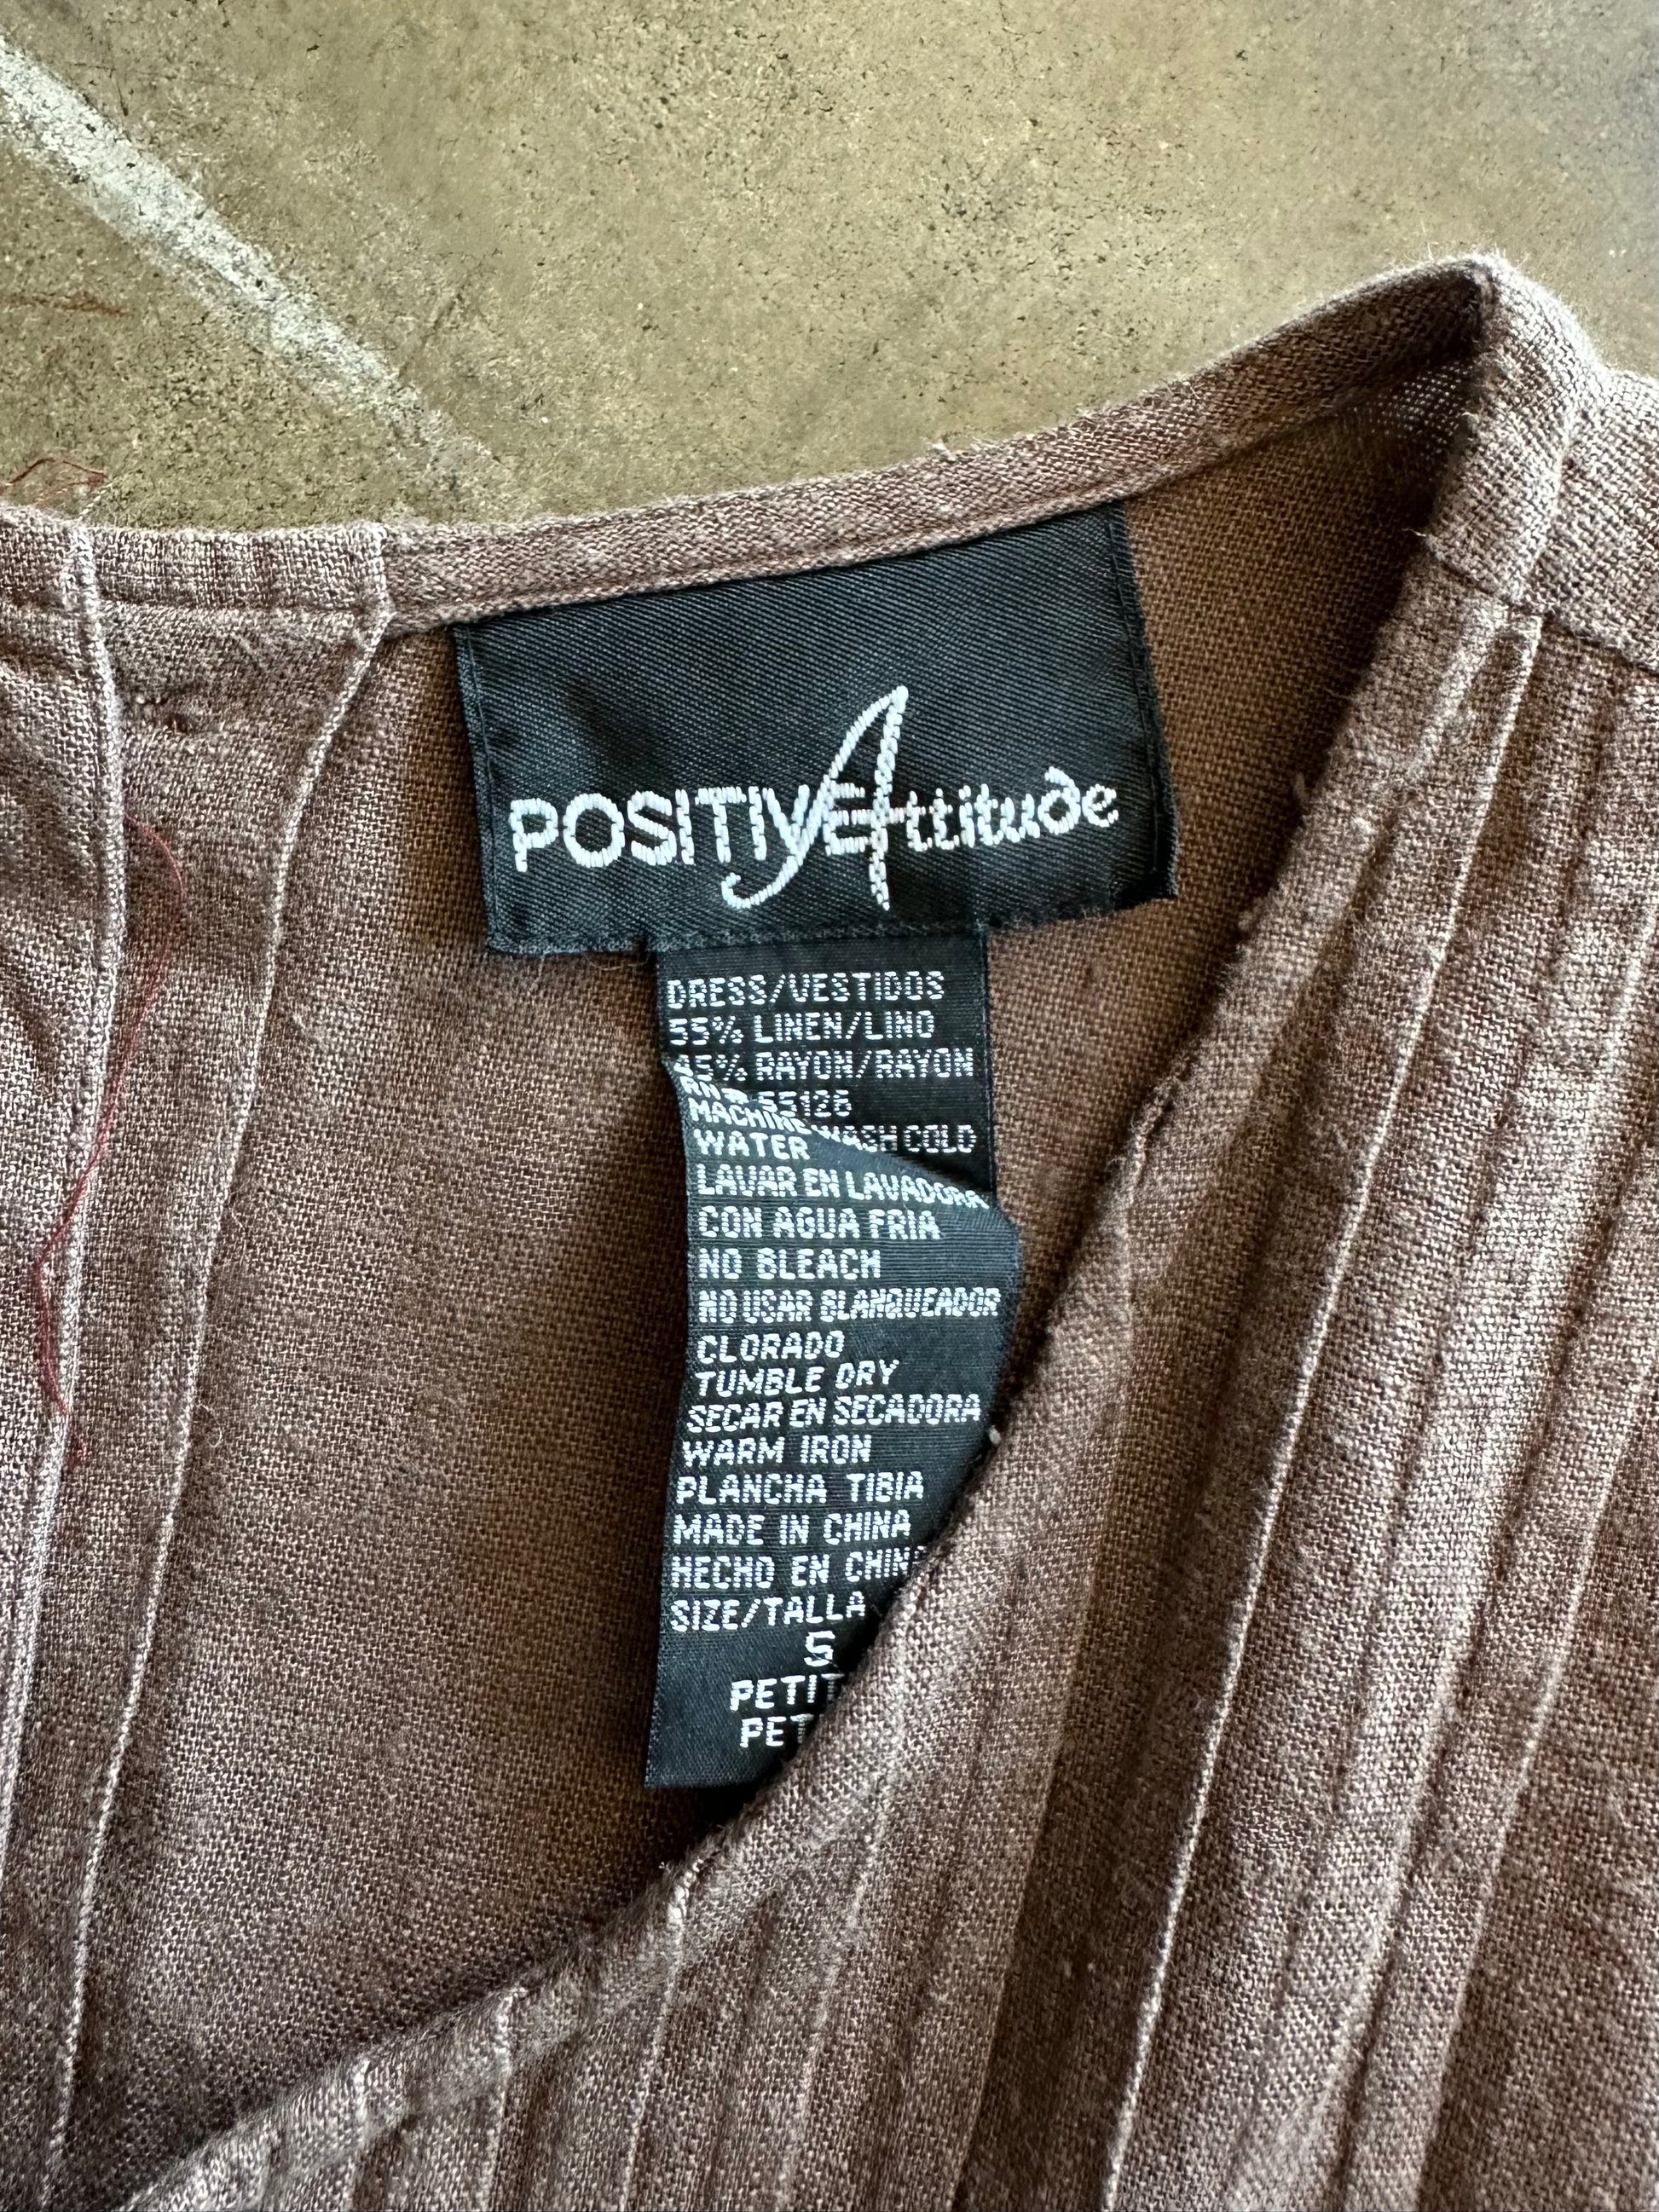 POSITIVE Attitude
DRESS/VESTIDOS
55% LINEN/LINO
45% RAYON/RAYON
55126
MACHINE WASH COLD
WATER
LAVAR EN LAVADORA
CON AGUA FRIA
NO BLEACH
NO USAR BLANQUEADOR
CLORADO
TUMBLE DRY
SECAR EN SECADORA
WARM IRON
PLANCHA TIBIA
MADE IN CHINA
HECHO EN CHINA
SIZE/TALLA
S
PETIT
PET